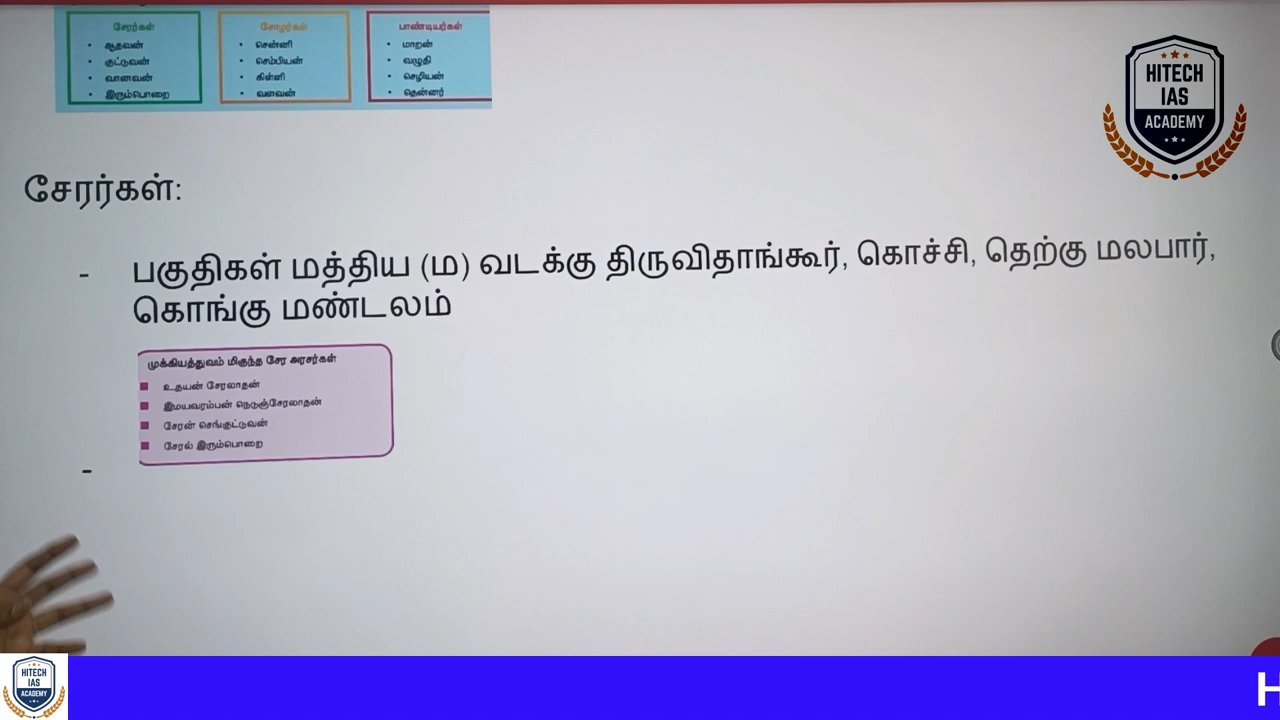 சேரர்கள்
ஆதவன்
குட்டுவன்
வானவன்
இரும்பொறை
சோழர்கள்
சென்னி
செம்பியன்
கிள்ளி
வளவன்
பாண்டியர்கள்
மாறன்
வழுதி
செழியன்
தென்னர்
HITECH
IAS
ACADEMY
சேரர்கள்:
- பகுதிகள் மத்திய (ம) வடக்கு திருவிதாங்கூர், கொச்சி, தெற்கு மலபார்,
கொங்கு மண்டலம்
முக்கியத்துவம் மிகுந்த சேர அரசர்கள்
உதயன் சேரலாதன்
இமயவரம்பன் நெடுஞ்சேரலாதன்
சேரன் செங்குட்டுவன்
சேரல் இரும்பொறை
-
HITECH
IAS
ACADEMY
H